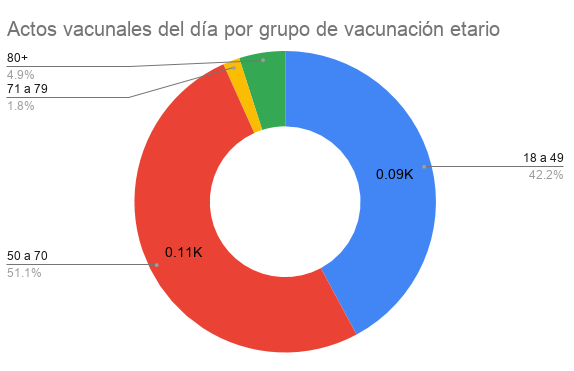 Actos vacunales del día por grupo de vacunación etario
80+
4.9%
71 a 79
1.8%
18 a 49
42.2%
0.09K
0.11K
50 a 70
51.1%